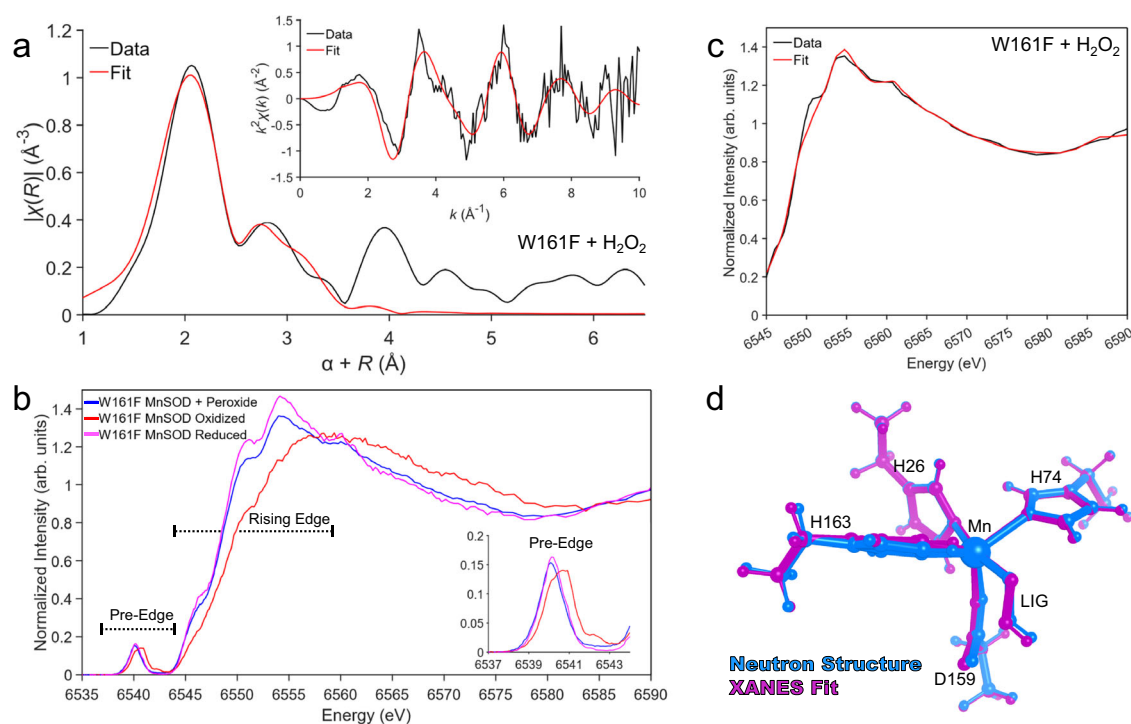 a
Data
Fit
|χ(R)| (Å⁻³)
1
0.8
0.6
0.4
0.2
0
1 2 3 4 5 6
α + R (Å)
W161F + H₂O₂
Data
Fit
k²χ(k) (Å⁻²)
1.5
1
0.5
0
-0.5
-1
-1.5
0 2 4 6 8 10
k (Å⁻¹)
c
Data
Fit
W161F + H₂O₂
Normalized Intensity (arb. units)
1.4
1.2
1
0.8
0.6
0.4
0.2
0
6545 6550 6555 6560 6565 6570 6575 6580 6585 6590
Energy (eV)
b
W161F MnSOD + Peroxide
W161F MnSOD Oxidized
W161F MnSOD Reduced
Normalized Intensity (arb. units)
1.4
1.2
1
0.8
0.6
0.4
0.2
0
Rising Edge
Pre-Edge
6535 6540 6545 6550 6555 6560 6565 6570 6575 6580 6585 6590
Energy (eV)
Pre-Edge
0.2
0.15
0.1
0.05
0
6537 6539 6541 6543
d
H26
H74
H163
Mn
LIG
D159
Neutron Structure
XANES Fit